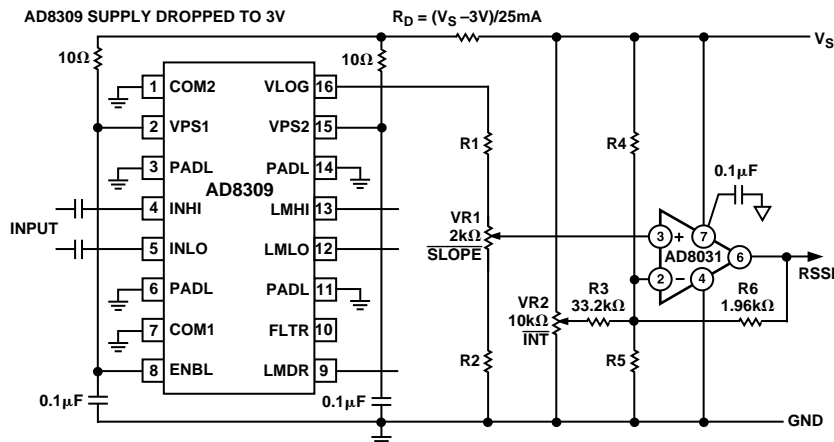 AD8309 SUPPLY DROPPED TO 3V
R_D = (V_S –3V)/25mA
10Ω
10Ω
V_S
1 COM2
VLOG 16
2 VPS1
VPS2 15
3 PADL
PADL 14
AD8309
4 INHI
LMHI 13
INPUT
5 INLO
LMLO 12
6 PADL
PADL 11
7 COM1
FLTR 10
8 ENBL
LMDR 9
0.1μF
0.1μF
R1
VR1
2kΩ
SLOPE
R2
R4
VR2
10kΩ
INT
R3
33.2kΩ
R5
0.1μF
3 +
7
AD8031
6
2 –
4
RSSI
R6
1.96kΩ
GND